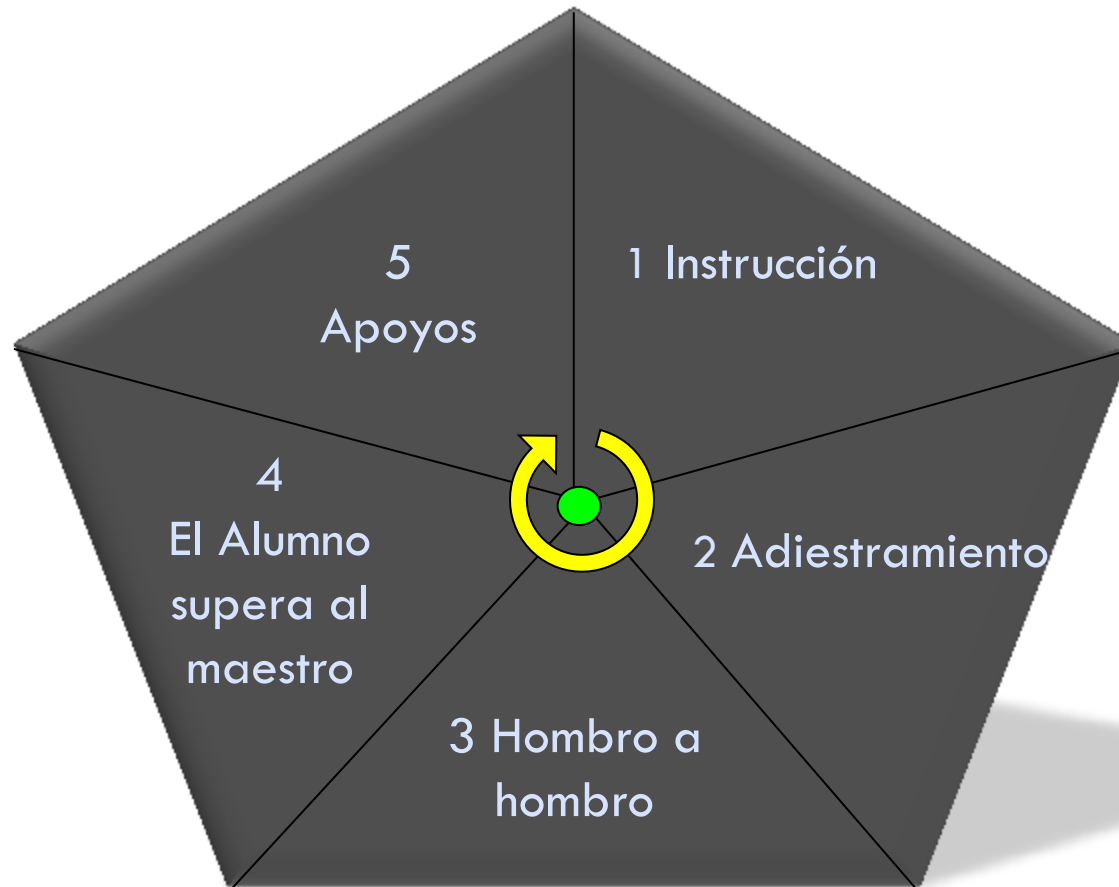 1 Instrucción
2 Adiestramiento
3 Hombro a
hombro
4
El Alumno
supera al
maestro
5
Apoyos